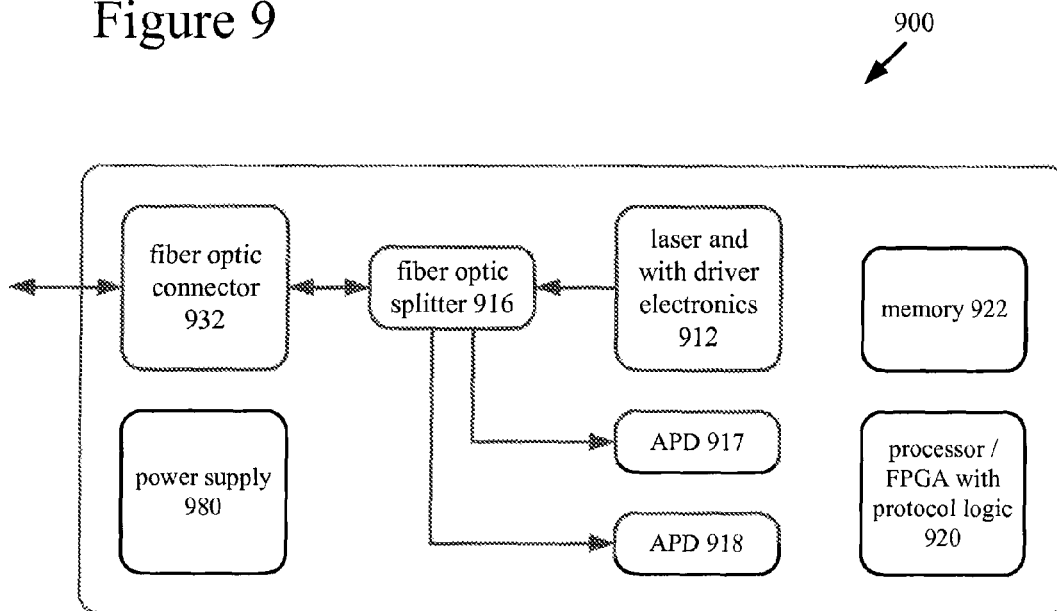 Figure 9
900
fiber optic
connector
932
fiber optic
splitter 916
laser and
with driver
electronics
912
memory 922
power supply
980
APD 917
APD 918
processor /
FPGA with
protocol logic
920